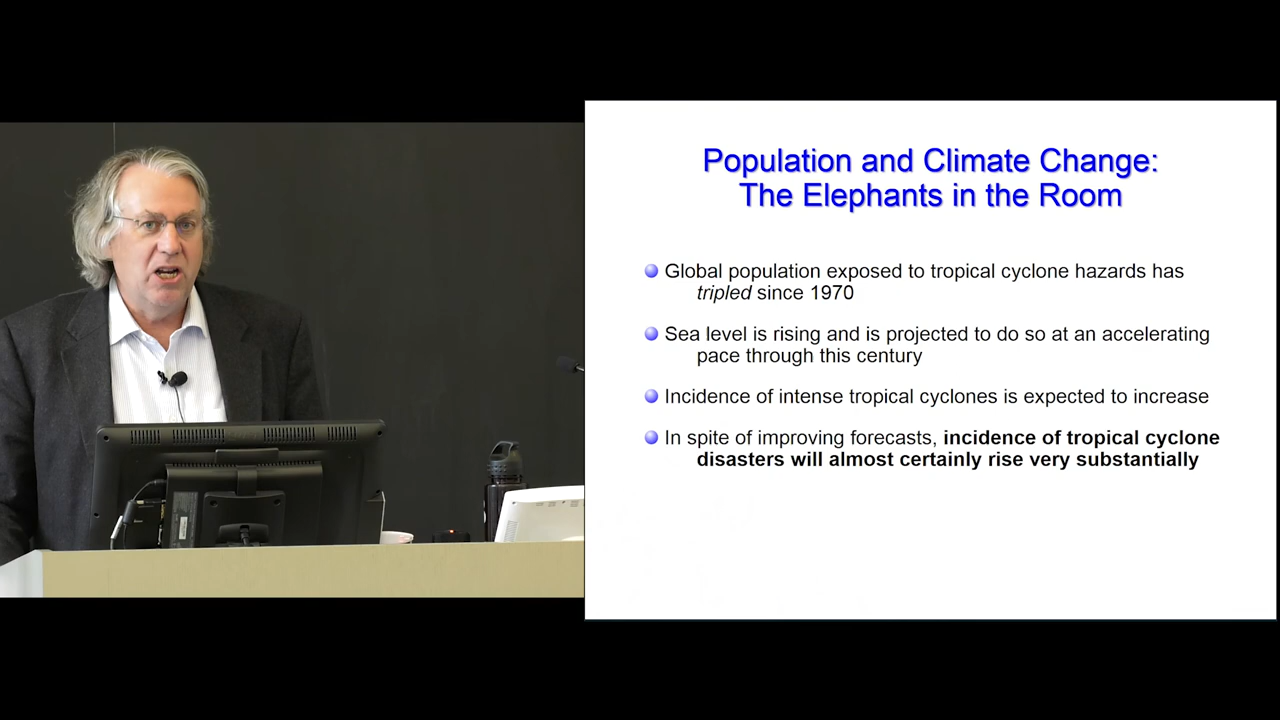 Population and Climate Change:
The Elephants in the Room
Global population exposed to tropical cyclone hazards has
tripled since 1970
Sea level is rising and is projected to do so at an accelerating
pace through this century
Incidence of intense tropical cyclones is expected to increase
In spite of improving forecasts, incidence of tropical cyclone
disasters will almost certainly rise very substantially